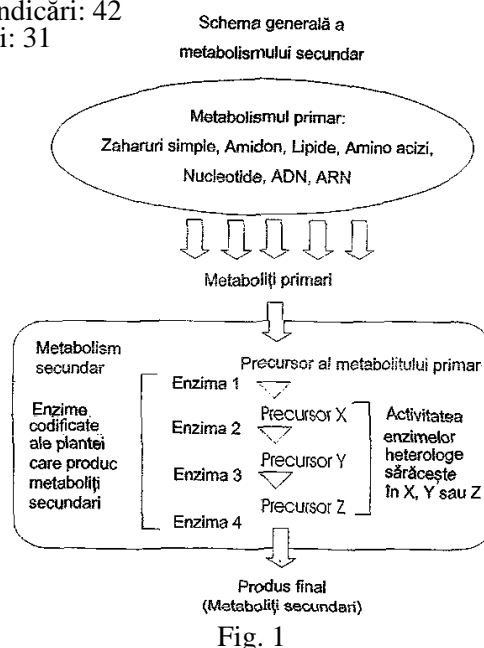 ndicări: 42
i: 31
Schema generală a
metabolismului secundar
Metabolismul primar:
Zaharuri simple, Amidon, Lipide, Amino acizi,
Nucleotide, ADN, ARN
Metaboliți primari
Metabolism
secundar
Precursor al metabolitului primar
Enzime
codificate
ale plantei
care produc
metaboliți
secundari
Enzima 1
Precursor X
Enzima 2
Precursor Y
Enzima 3
Precursor Z
Enzima 4
Activitatea
enzimelor
heterologe
sărăcește
în X, Y sau Z
Produs final
(Metaboliți secundari)
Fig. 1